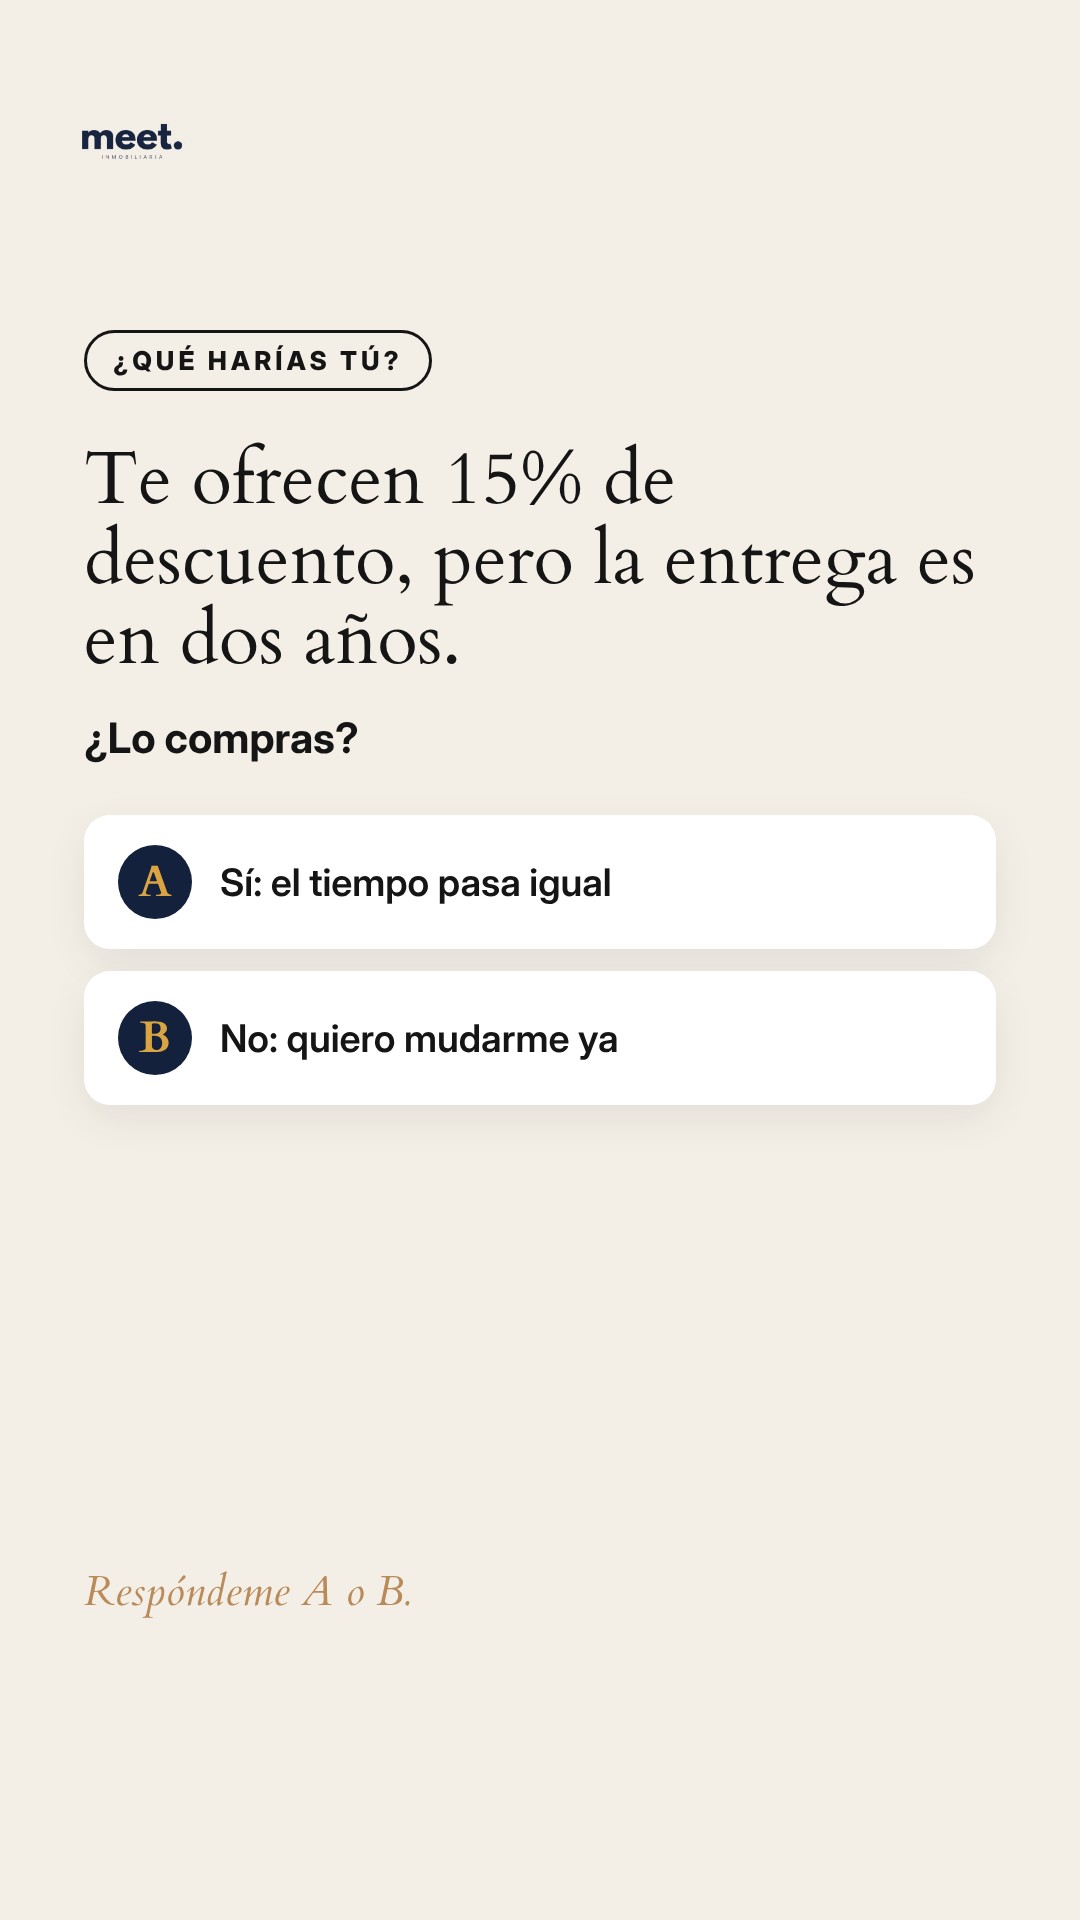 meet.
INMOBILIARIA
¿QUÉ HARÍAS TÚ?
Te ofrecen 15% de
descuento, pero la entrega es
en dos años.
¿Lo compras?
A Sí: el tiempo pasa igual
B No: quiero mudarme ya
Respóndeme A o B.